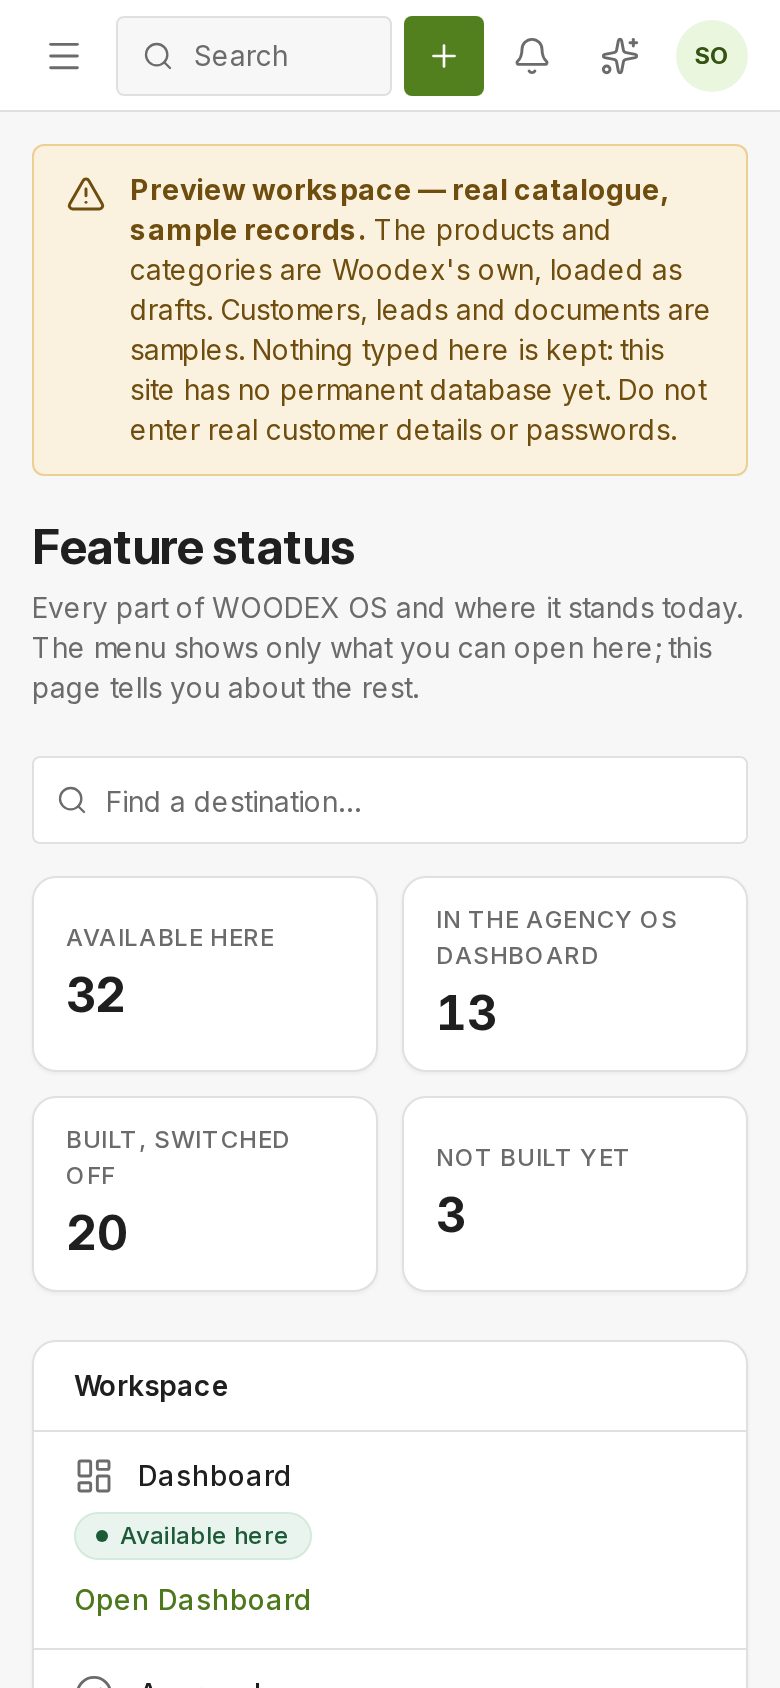 Search
SO
Preview workspace — real catalogue,
sample records. The products and
categories are Woodex's own, loaded as
drafts. Customers, leads and documents are
samples. Nothing typed here is kept: this
site has no permanent database yet. Do not
enter real customer details or passwords.
Feature status
Every part of WOODEX OS and where it stands today.
The menu shows only what you can open here; this
page tells you about the rest.
Find a destination...
AVAILABLE HERE
32
IN THE AGENCY OS
DASHBOARD
13
BUILT, SWITCHED
OFF
20
NOT BUILT YET
3
Workspace
Dashboard
Available here
Open Dashboard